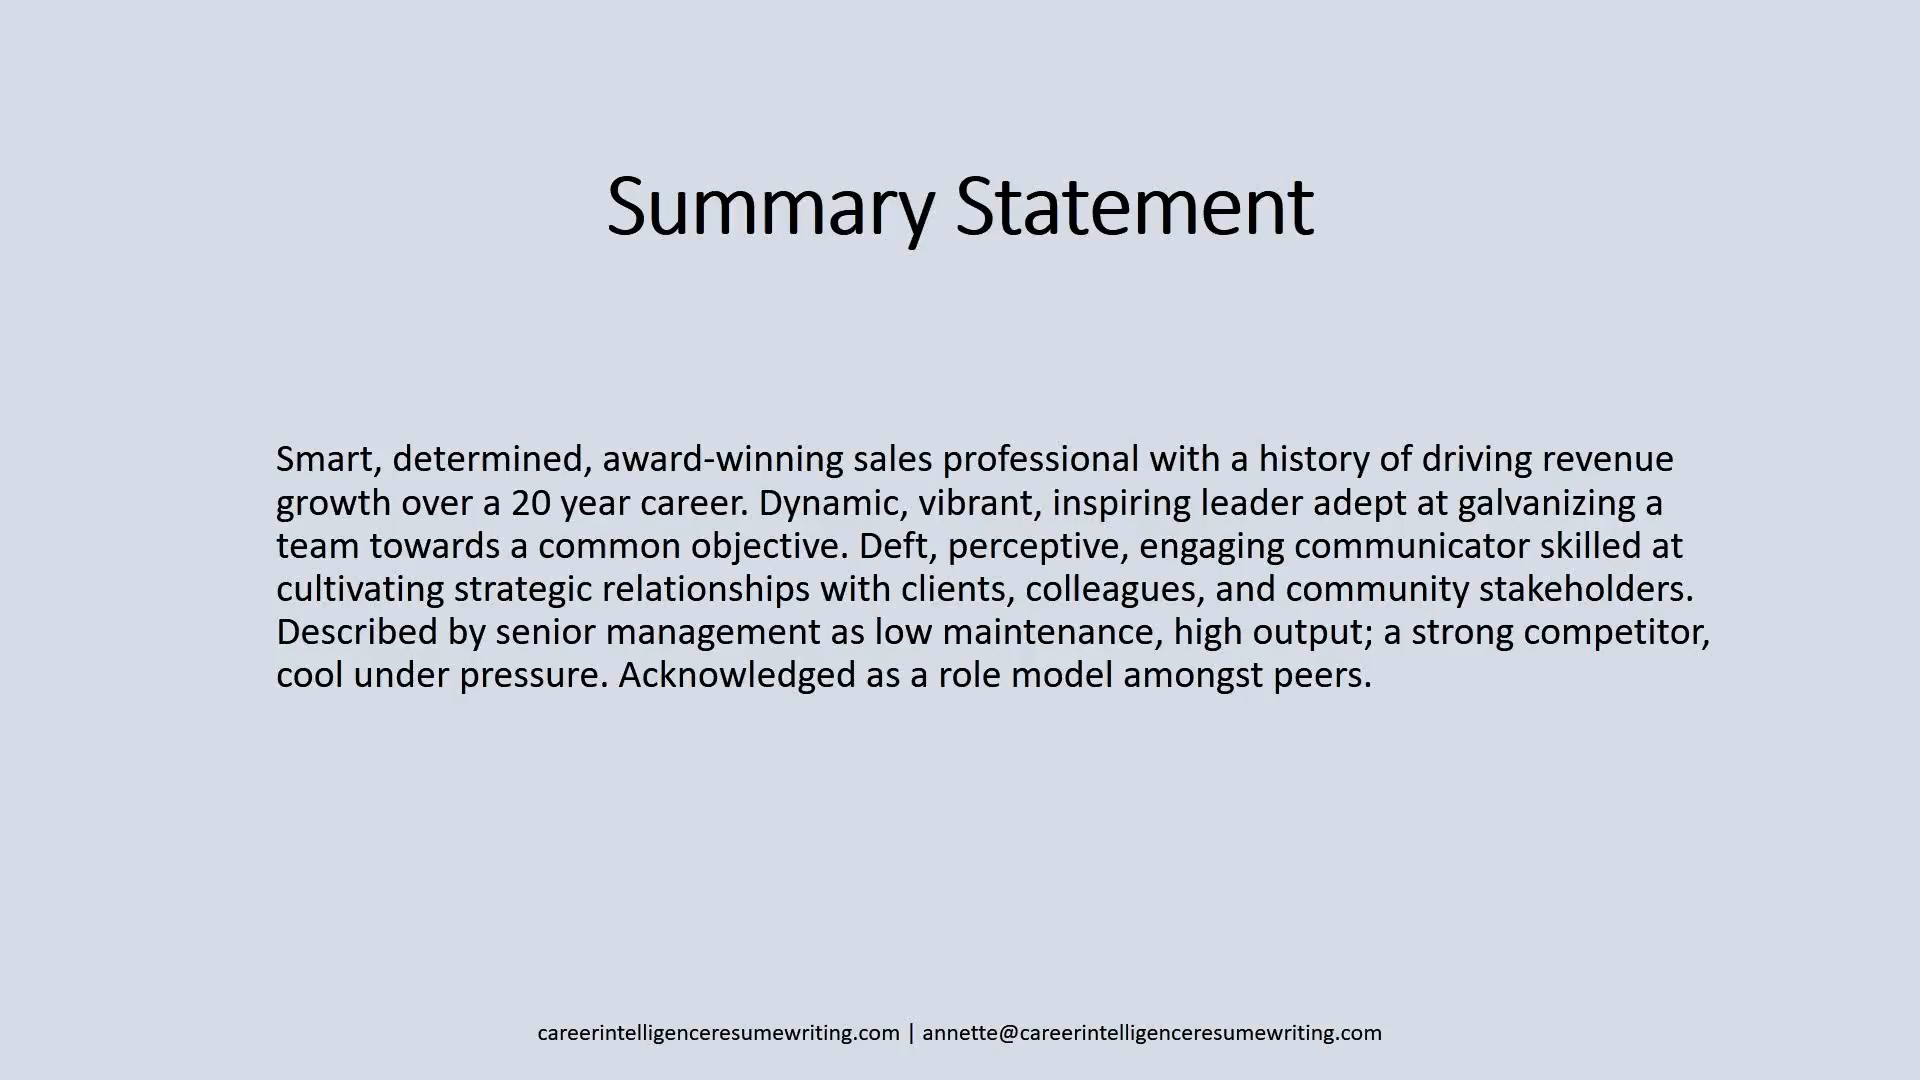 Summary Statement
Smart, determined, award-winning sales professional with a history of driving revenue
growth over a 20 year career. Dynamic, vibrant, inspiring leader adept at galvanizing a
team towards a common objective. Deft, perceptive, engaging communicator skilled at
cultivating strategic relationships with clients, colleagues, and community stakeholders.
Described by senior management as low maintenance, high output; a strong competitor,
cool under pressure. Acknowledged as a role model amongst peers.
careerintelligenceresumewriting.com | annette@careerintelligenceresumewriting.com